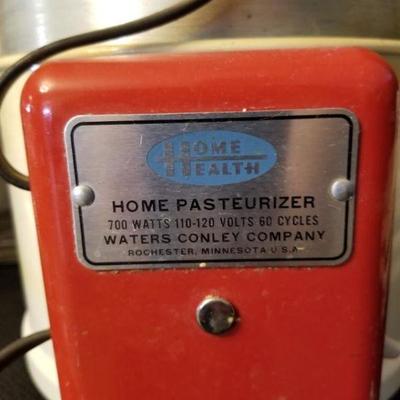 HOME
HEALTH
HOME PASTEURIZER
700 WATTS 110-120 VOLTS 60 CYCLES
WATERS CONLEY COMPANY
ROCHESTER, MINNESOTA U.S.A.